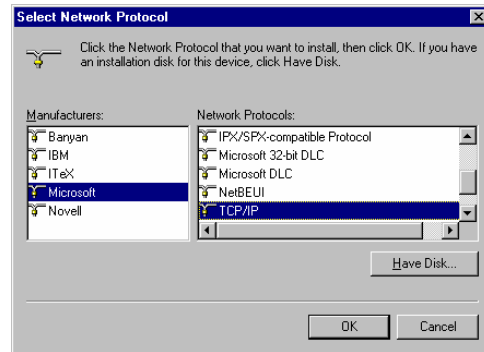 Select Network Protocol
Click the Network Protocol that you want to install, then click OK. If you have
an installation disk for this device, click Have Disk.
Manufacturers:
Banyan
IBM
ITeX
Microsoft
Novell
Network Protocols:
IPX/SPX-compatible Protocol
Microsoft 32-bit DLC
Microsoft DLC
NetBEUI
TCP/IP
Have Disk...
OK
Cancel